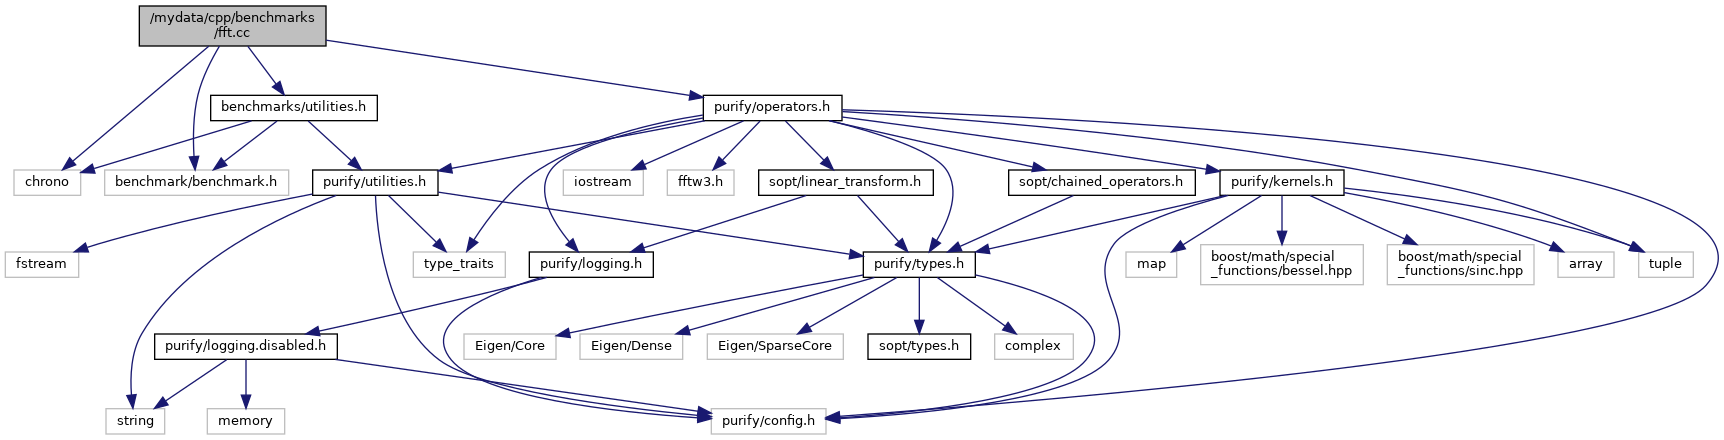 /mydata/cpp/benchmarks
/fft.cc
benchmarks/utilities.h
purify/operators.h
chrono
benchmark/benchmark.h
purify/utilities.h
iostream
fftw3.h
sopt/linear_transform.h
sopt/chained_operators.h
purify/kernels.h
fstream
type_traits
purify/logging.h
purify/types.h
map
boost/math/special
_functions/bessel.hpp
boost/math/special
_functions/sinc.hpp
array
tuple
purify/logging.disabled.h
Eigen/Core
Eigen/Dense
Eigen/SparseCore
sopt/types.h
complex
string
memory
purify/config.h